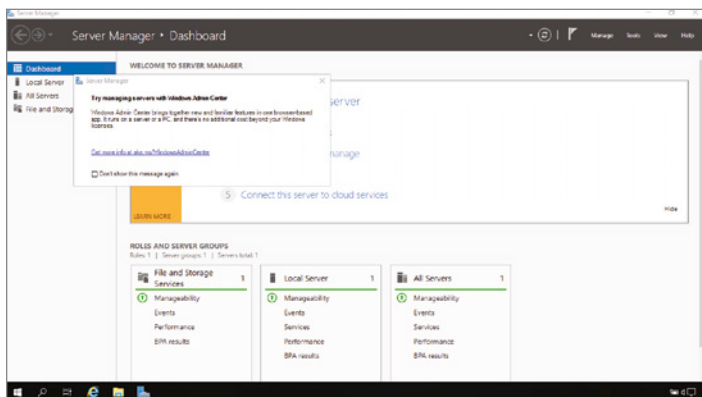 Server Manager
Server Manager • Dashboard
Manage Tools View Help
Dashboard
Local Server
All Servers
File and Storag
WELCOME TO SERVER MANAGER
Server Manager
Try managing servers with Windows Admin Center
Windows Admin Center brings together new and familiar features in one browser-based
app. It runs on a server or a PC, and there's no additional cost beyond your Windows
licenses.
Get more info at aka.ms/WindowsAdminCenter
Don't show this message again
server
manage
5 Connect this server to cloud services
LEARN MORE
Hide
ROLES AND SERVER GROUPS
Roles: 1 | Server groups: 1 | Servers total: 1
File and Storage
Services 1
Manageability
Events
Performance
BPA results
Local Server 1
Manageability
Events
Services
Performance
BPA results
All Servers 1
Manageability
Events
Services
Performance
BPA results